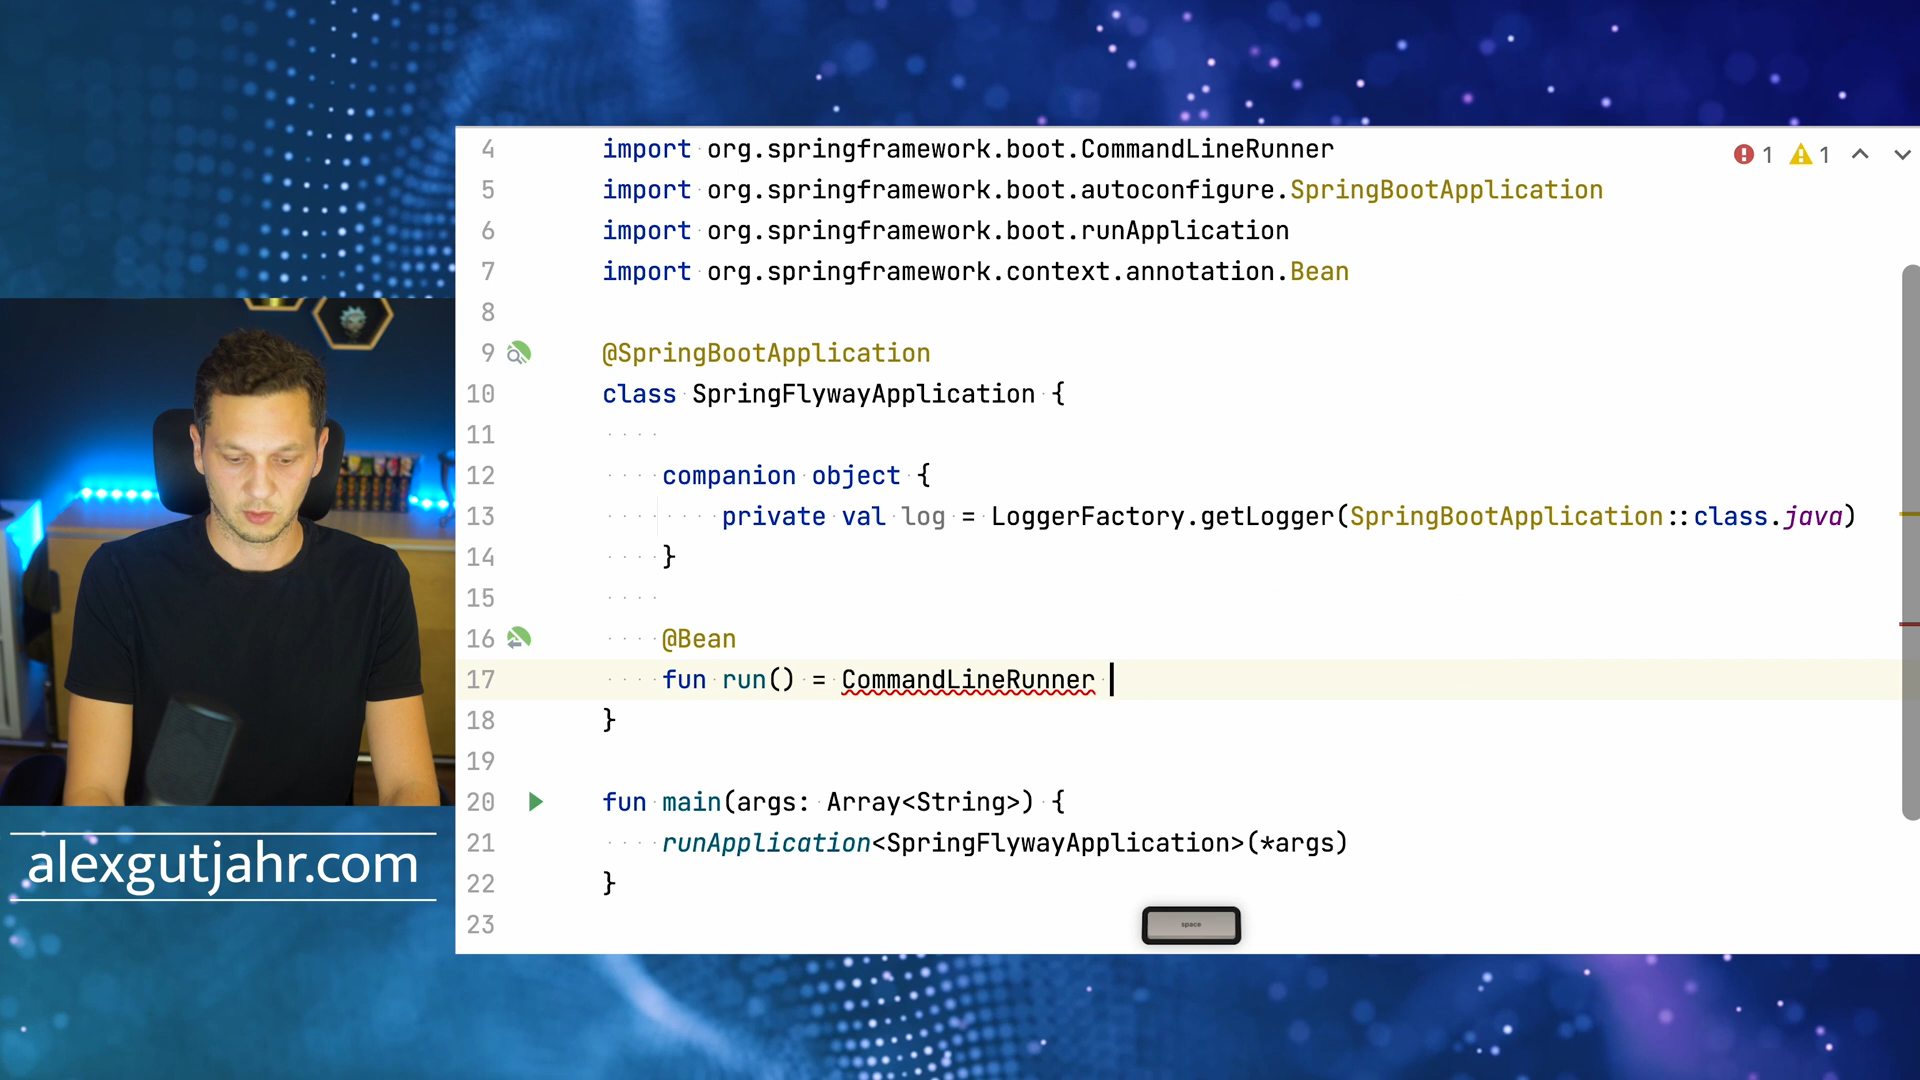 4 import org.springframework.boot.CommandLineRunner
1 1
5 import org.springframework.boot.autoconfigure.SpringBootApplication
6 import org.springframework.boot.runApplication
7 import org.springframework.context.annotation.Bean
8
9 @SpringBootApplication
10 class SpringFlywayApplication {
11
12 companion object {
13 private val log = LoggerFactory.getLogger(SpringBootApplication::class.java)
14 }
15
16 @Bean
17 fun run() = CommandLineRunner
18 }
19
20 fun main(args: Array<String>) {
21 runApplication<SpringFlywayApplication>(*args)
22 }
23
space
alexgutjahr.com